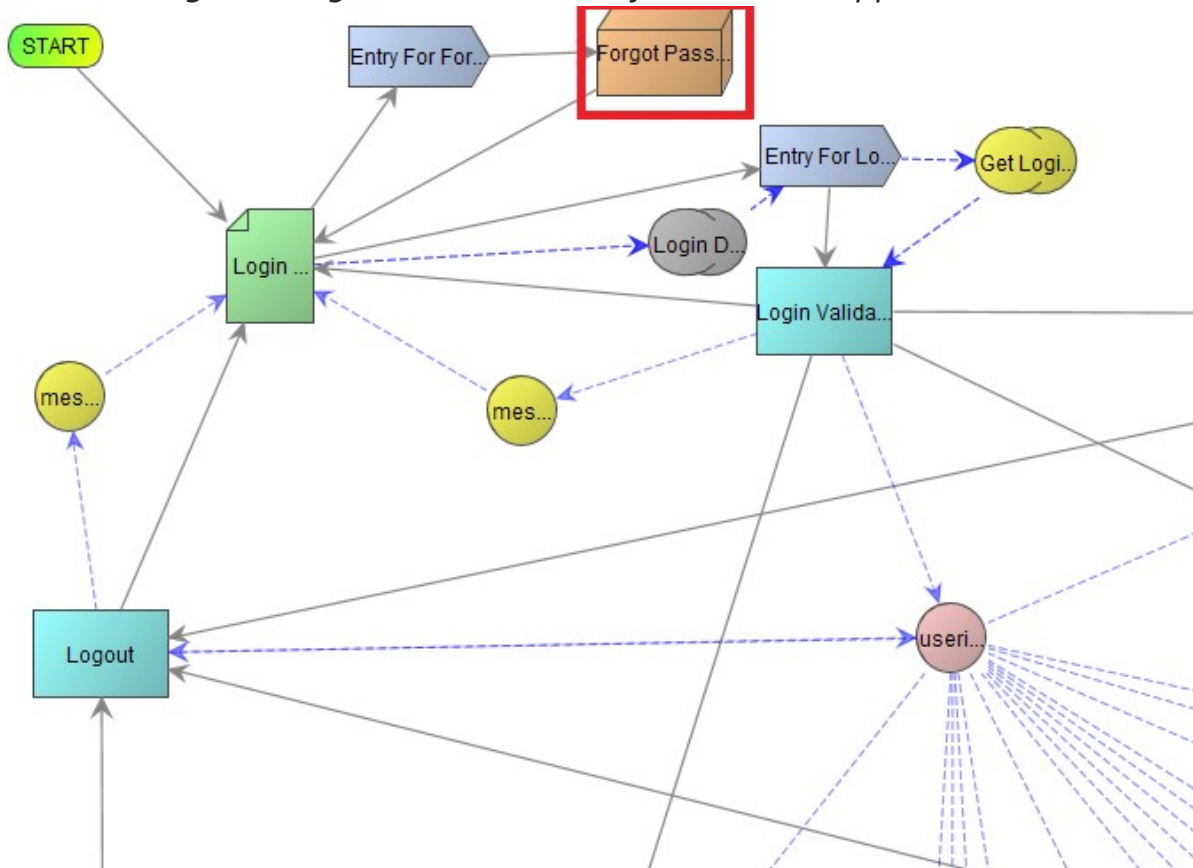 START
Entry For For...
Forgot Pass...
Entry For Lo...
Get Logi...
Login D...
Login ...
Login Valida...
mes...
mes...
Logout
useri...